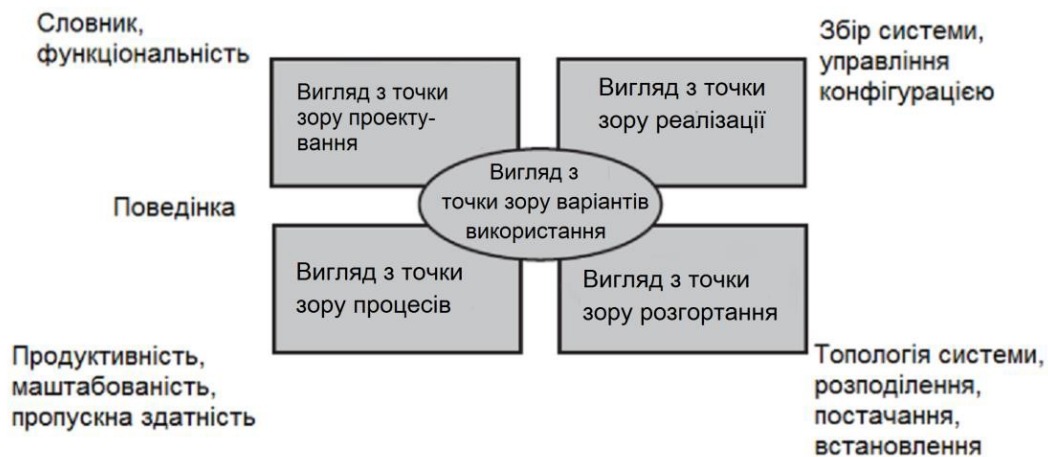 Словник,
функціональність
Збір системи,
управління
конфігурацією
Вигляд з точки
зору проекту-
вання
Вигляд з точки
зору реалізації
Вигляд з
точки зору варіантів
використання
Поведінка
Вигляд з точки
зору процесів
Вигляд з точки
зору розгортання
Продуктивність,
маштабованість,
пропускна здатність
Топологія системи,
розподілення,
постачання,
встановлення